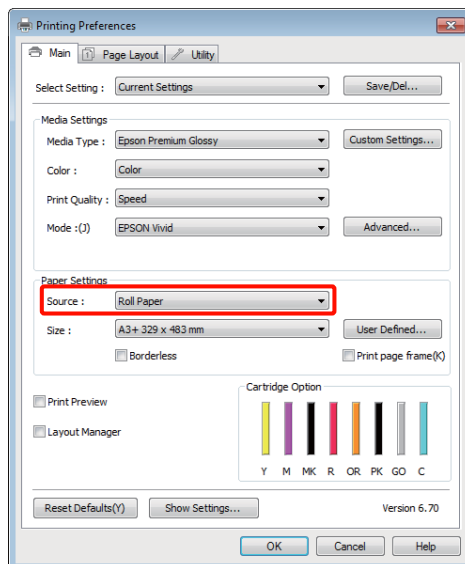 Printing Preferences
Main Page Layout Utility
Select Setting : Current Settings Save/Del...
Media Settings
Media Type : Epson Premium Glossy Custom Settings...
Color : Color
Print Quality : Speed
Mode :(J) EPSON Vivid Advanced...
Paper Settings
Source : Roll Paper
Size : A3+ 329 x 483 mm User Defined...
Borderless Print page frame(K)
Cartridge Option
Print Preview
Layout Manager
Y M MK R OR PK GO C
Reset Defaults(Y) Show Settings... Version 6.70
OK Cancel Help